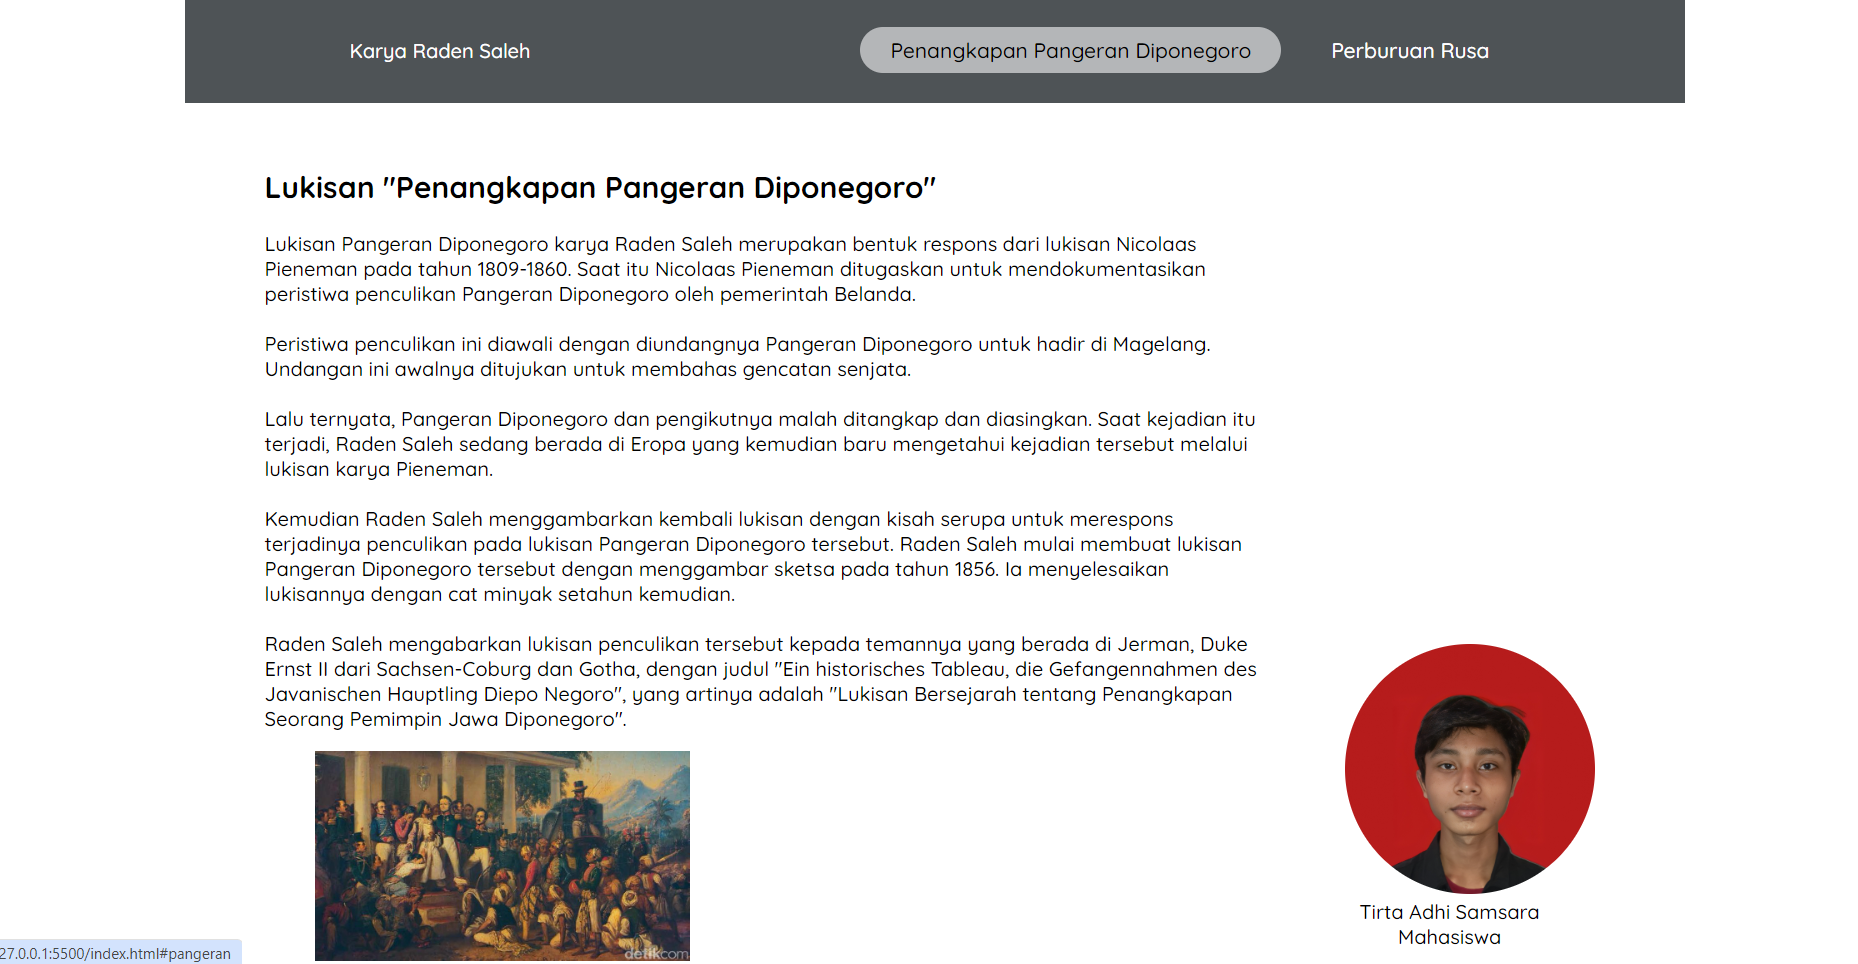 Karya Raden Saleh
Penangkapan Pangeran Diponegoro
Perburuan Rusa
Lukisan "Penangkapan Pangeran Diponegoro"
Lukisan Pangeran Diponegoro karya Raden Saleh merupakan bentuk respons dari lukisan Nicolaas
Pieneman pada tahun 1809-1860. Saat itu Nicolaas Pieneman ditugaskan untuk mendokumentasikan
peristiwa penculikan Pangeran Diponegoro oleh pemerintah Belanda.
Peristiwa penculikan ini diawali dengan diundangnya Pangeran Diponegoro untuk hadir di Magelang.
Undangan ini awalnya ditujukan untuk membahas gencatan senjata.
Lalu ternyata, Pangeran Diponegoro dan pengikutnya malah ditangkap dan diasingkan. Saat kejadian itu
terjadi, Raden Saleh sedang berada di Eropa yang kemudian baru mengetahui kejadian tersebut melalui
lukisan karya Pieneman.
Kemudian Raden Saleh menggambarkan kembali lukisan dengan kisah serupa untuk merespons
terjadinya penculikan pada lukisan Pangeran Diponegoro tersebut. Raden Saleh mulai membuat lukisan
Pangeran Diponegoro tersebut dengan menggambar sketsa pada tahun 1856. Ia menyelesaikan
lukisannya dengan cat minyak setahun kemudian.
Raden Saleh mengabarkan lukisan penculikan tersebut kepada temannya yang berada di Jerman, Duke
Ernst II dari Sachsen-Coburg dan Gotha, dengan judul "Ein historisches Tableau, die Gefangennahmen des
Javanischen Hauptling Diepo Negoro", yang artinya adalah "Lukisan Bersejarah tentang Penangkapan
Seorang Pemimpin Jawa Diponegoro".
detikcom
Tirta Adhi Samsara
Mahasiswa
27.0.0.1:5500/index.html#pangeran